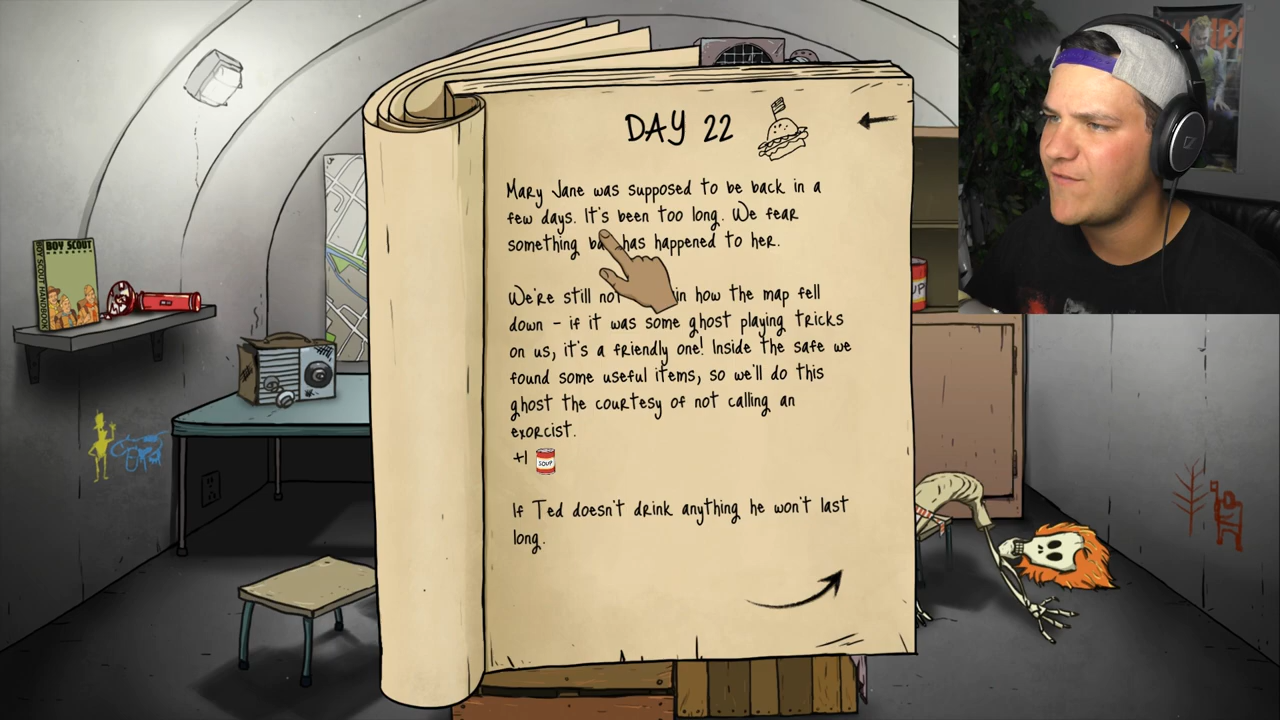 DAY 22
Mary Jane was supposed to be back in a
few days. It's been too long. We fear
something has happened to her.
We're still not in how the map fell
down - if it was some ghost playing tricks
on us, it's a friendly one! Inside the safe we
found some useful items, so we'll do this
ghost the courtesy of not calling an
exorcist.
+1 SOUP
If Ted doesn't drink anything he won't last
long.
BOY SCOUT
BOY SCOUT HANDBOOK